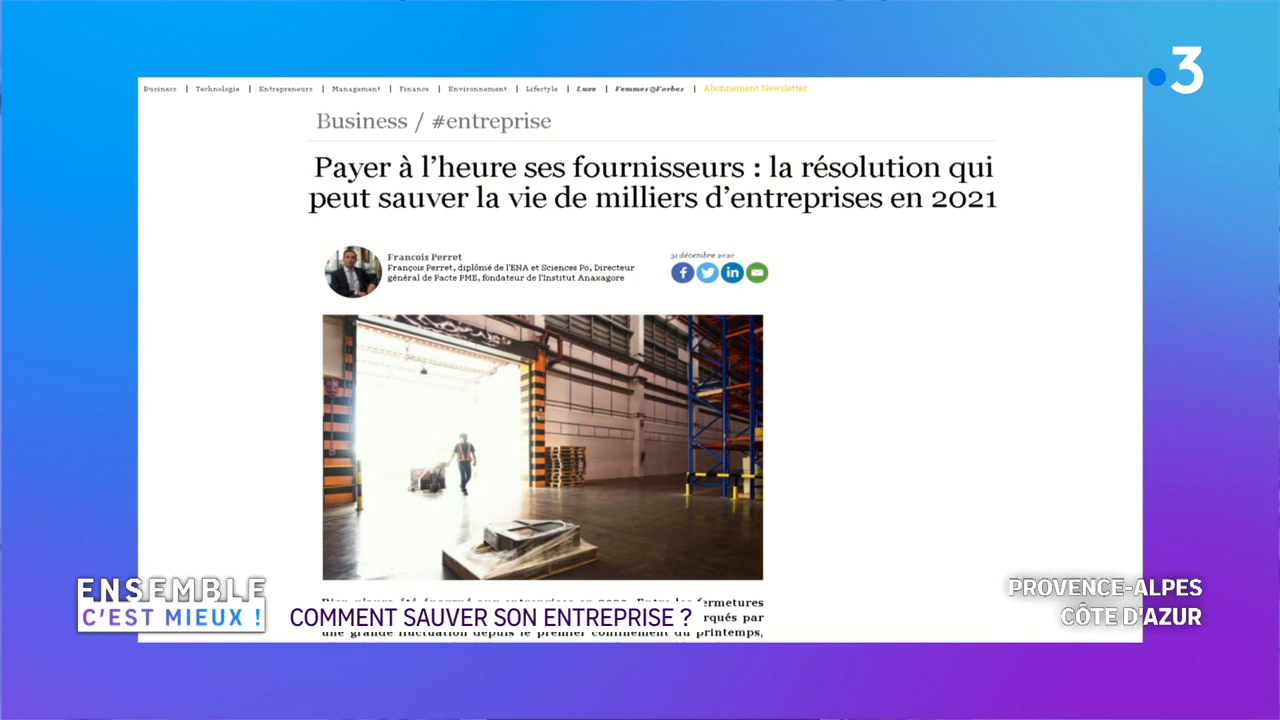 3
Business | Technologie | Entrepreneurs | Management | Finance | Environnement | Lifestyle | Luxe | Femmes@Forbes | Abonnement Newsletter
Business / #entreprise
Payer à l'heure ses fournisseurs : la résolution qui
peut sauver la vie de milliers d'entreprises en 2021
Francois Perret
François Perret, diplômé de l'ENA et Sciences Po, Directeur
général de Pacte PME, fondateur de l'Institut Anaxagore
31 décembre 2020
f
in
fermetures
rqués par
une grande fluctuation depuis le premier confinement du printemps,
ENSEMBLE
C'EST MIEUX !
COMMENT SAUVER SON ENTREPRISE ?
PROVENCE-ALPES
CÔTE D'AZUR